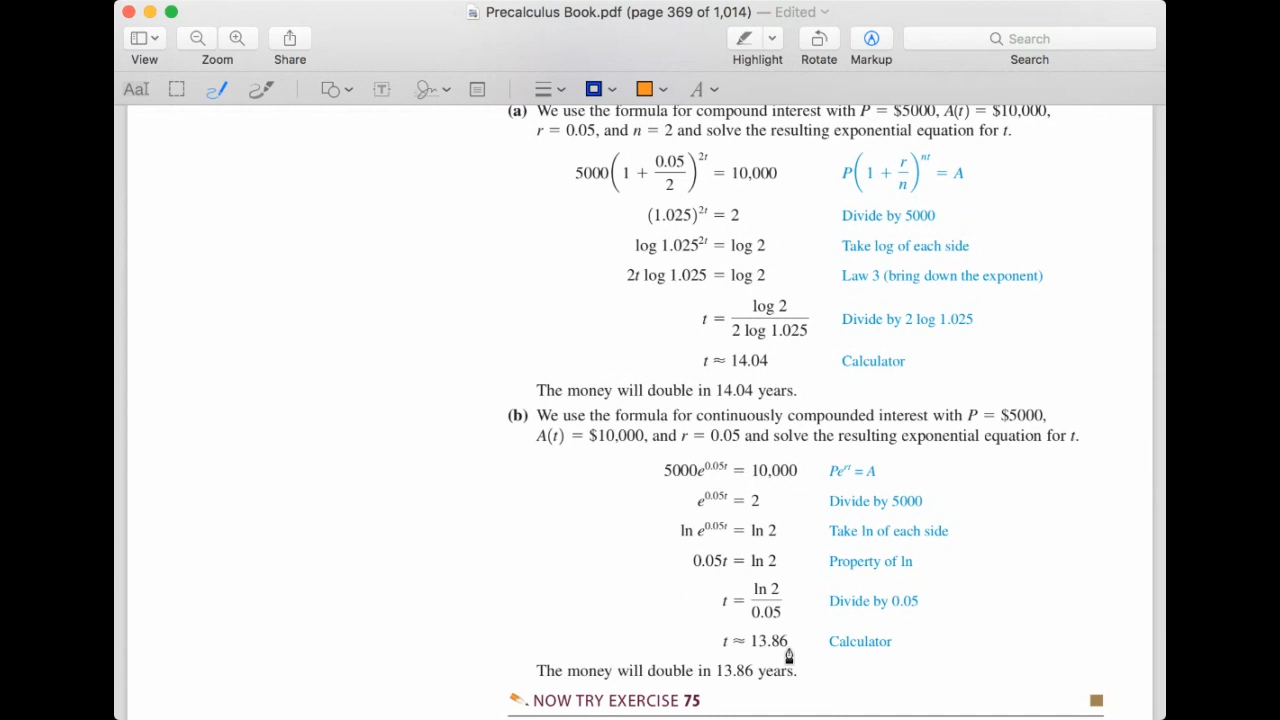 Precalculus Book.pdf (page 369 of 1,014) — Edited
Search
View Zoom Share Highlight Rotate Markup Search
AaI T A
(a) We use the formula for compound interest with P = $5000, A(t) = $10,000,
r = 0.05, and n = 2 and solve the resulting exponential equation for t.
5000(1 + 0.05/2)^2t = 10,000 P(1 + r/n)^nt = A
(1.025)^2t = 2 Divide by 5000
log 1.025^2t = log 2 Take log of each side
2t log 1.025 = log 2 Law 3 (bring down the exponent)
t = log 2 / 2 log 1.025 Divide by 2 log 1.025
t ≈ 14.04 Calculator
The money will double in 14.04 years.
(b) We use the formula for continuously compounded interest with P = $5000,
A(t) = $10,000, and r = 0.05 and solve the resulting exponential equation for t.
5000e^0.05t = 10,000 Pe^rt = A
e^0.05t = 2 Divide by 5000
ln e^0.05t = ln 2 Take ln of each side
0.05t = ln 2 Property of ln
t = ln 2 / 0.05 Divide by 0.05
t ≈ 13.86 Calculator
The money will double in 13.86 years.
NOW TRY EXERCISE 75